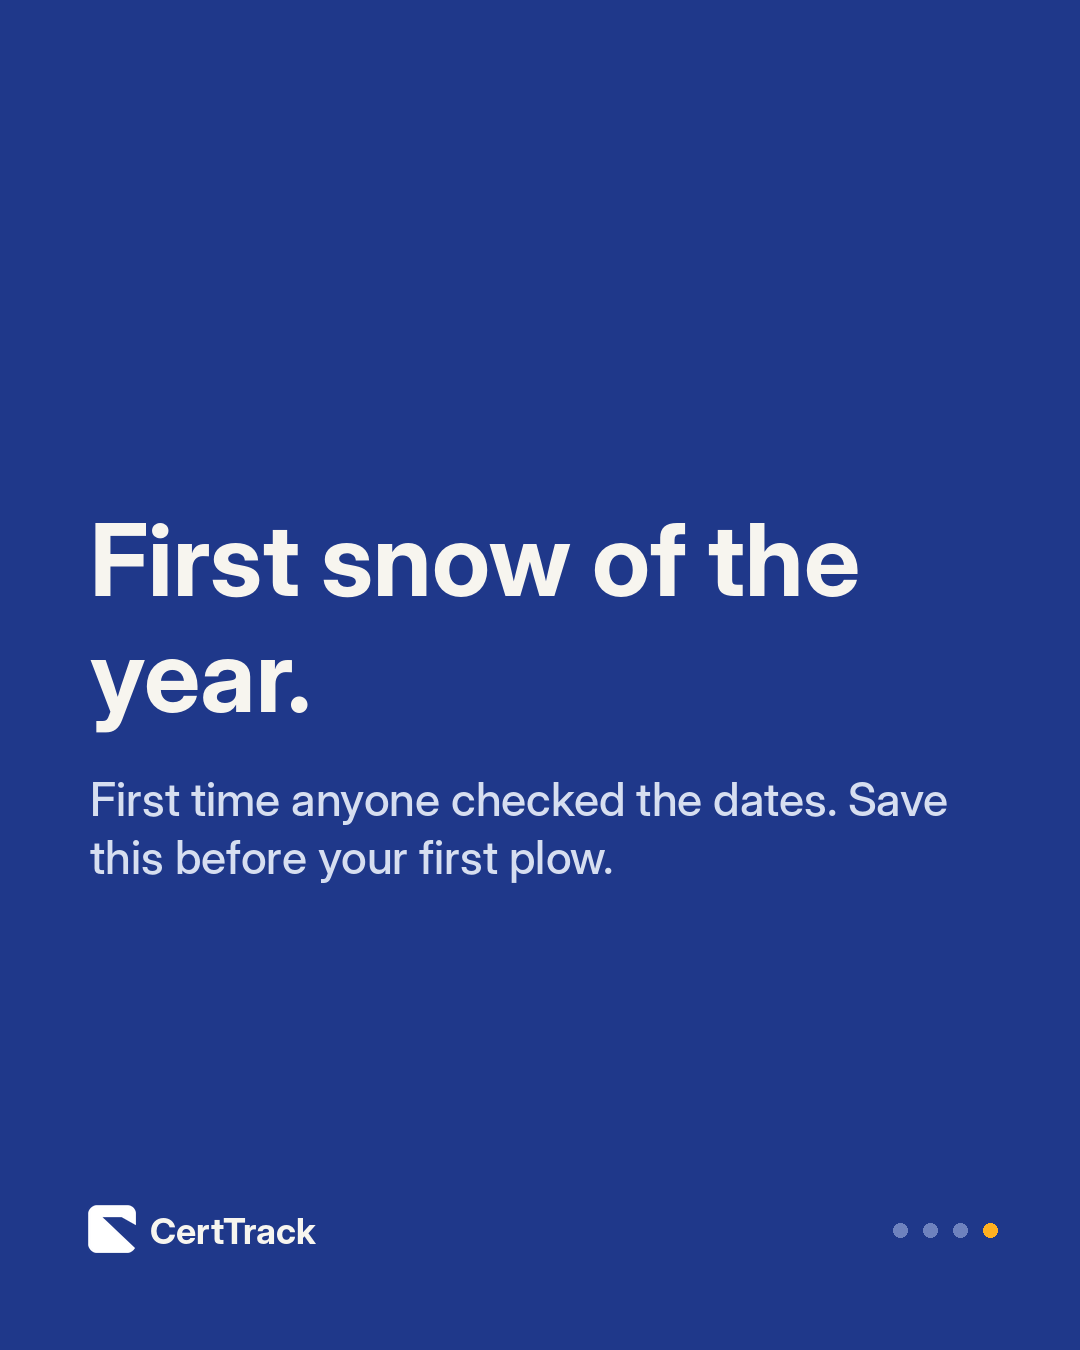 First snow of the
year.
First time anyone checked the dates. Save
this before your first plow.
CertTrack